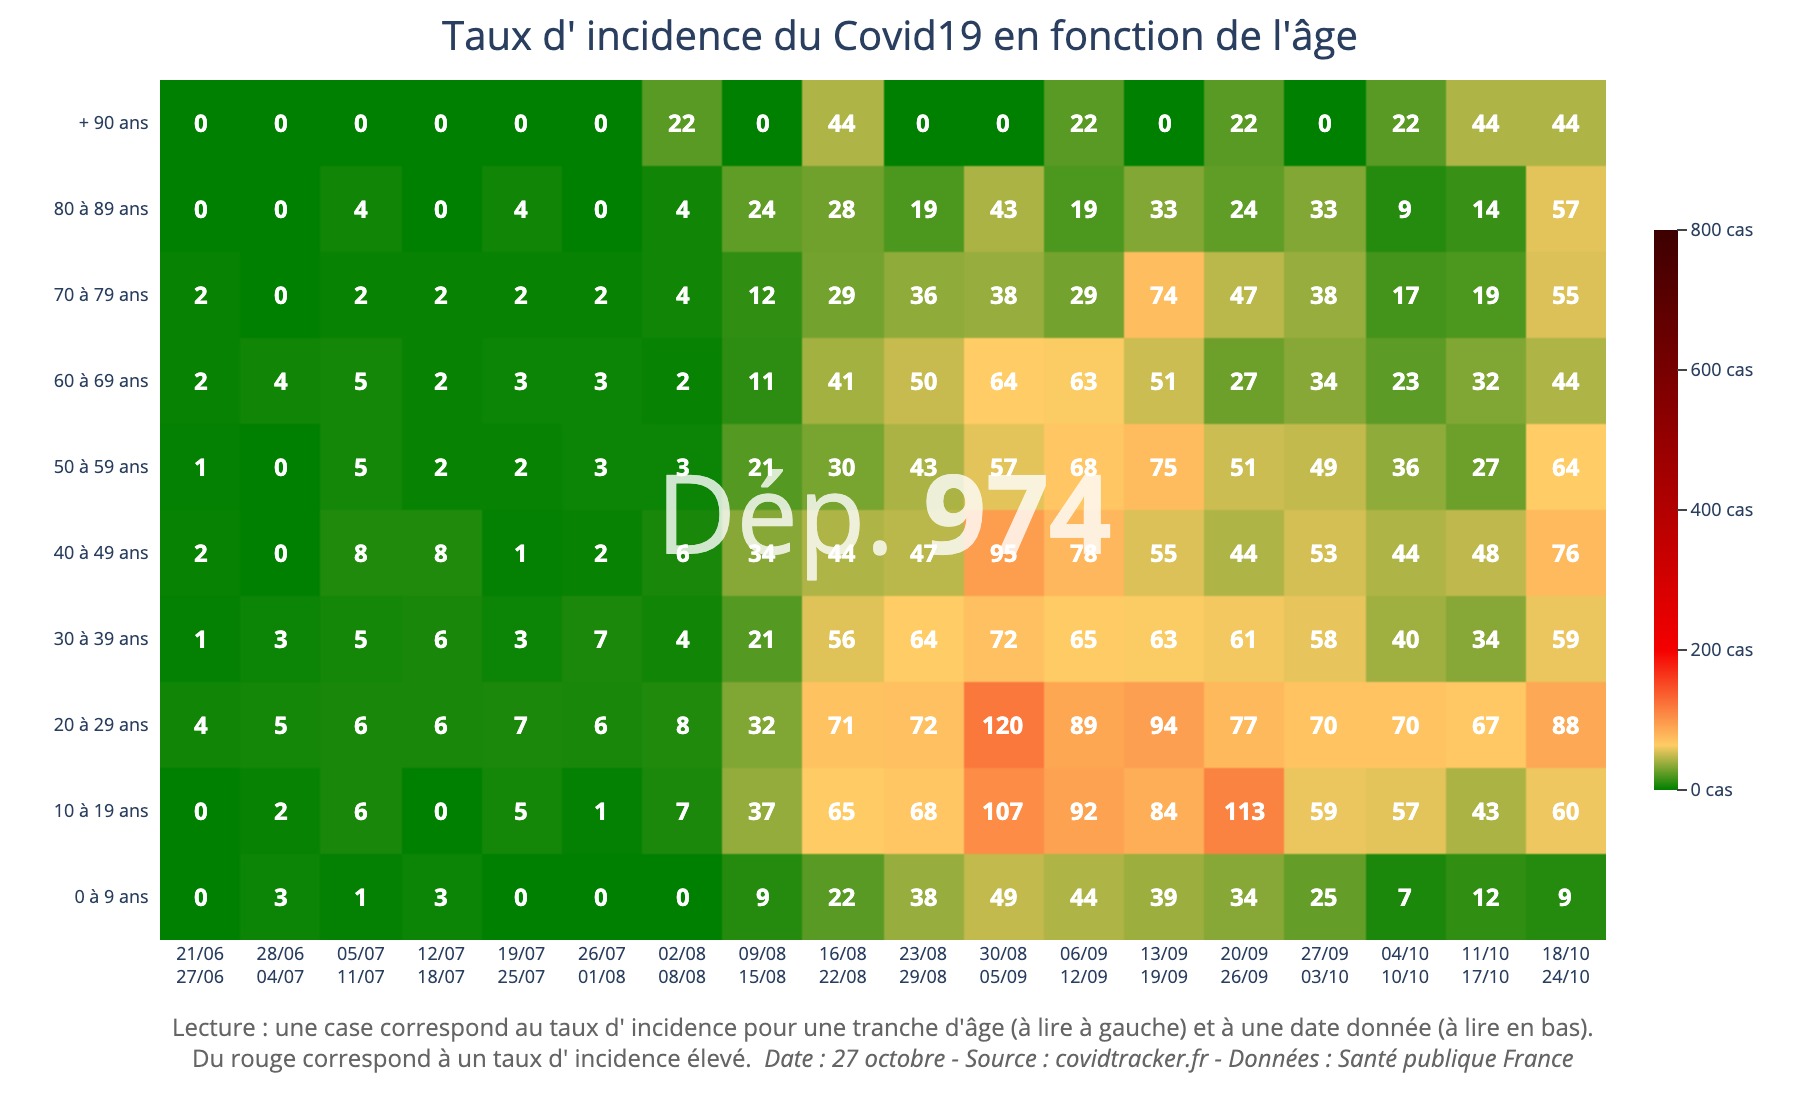 Taux d' incidence du Covid19 en fonction de l'âge
+ 90 ans 0 0 0 0 0 0 22 0 44 0 0 22 0 22 0 22 44 44
80 à 89 ans 0 0 4 0 4 0 4 24 28 19 43 19 33 24 33 9 14 57
70 à 79 ans 2 0 2 2 2 2 4 12 29 36 38 29 74 47 38 17 19 55
60 à 69 ans 2 4 5 2 3 3 2 11 41 50 64 63 51 27 34 23 32 44
50 à 59 ans 1 0 5 2 2 3 3 21 30 43 57 68 75 51 49 36 27 64
Dép. 974
40 à 49 ans 2 0 8 8 1 2 6 34 44 47 95 78 55 44 53 44 48 76
30 à 39 ans 1 3 5 6 3 7 4 21 56 64 72 65 63 61 58 40 34 59
20 à 29 ans 4 5 6 6 7 6 8 32 71 72 120 89 94 77 70 70 67 88
10 à 19 ans 0 2 6 0 5 1 7 37 65 68 107 92 84 113 59 57 43 60
0 à 9 ans 0 3 1 3 0 0 0 9 22 38 49 44 39 34 25 7 12 9
21/06 28/06 05/07 12/07 19/07 26/07 02/08 09/08 16/08 23/08 30/08 06/09 13/09 20/09 27/09 04/10 11/10 18/10
27/06 04/07 11/07 18/07 25/07 01/08 08/08 15/08 22/08 29/08 05/09 12/09 19/09 26/09 03/10 10/10 17/10 24/10
800 cas
600 cas
400 cas
200 cas
0 cas
Lecture : une case correspond au taux d' incidence pour une tranche d'âge (à lire à gauche) et à une date donnée (à lire en bas).
Du rouge correspond à un taux d' incidence élevé. Date : 27 octobre - Source : covidtracker.fr - Données : Santé publique France